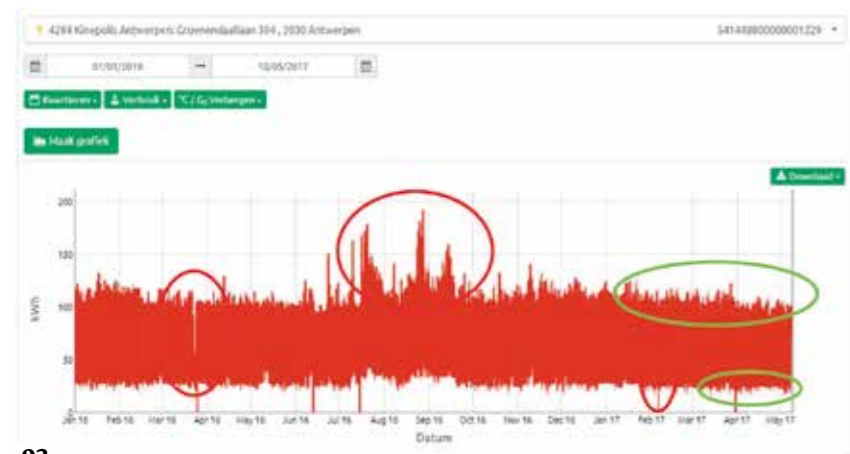 4284 Kinepolis Antwerpen: Groenendaallaan 394 , 2030 Antwerpen
01/01/2016 → 10/05/2017
Kwartieren Verbruik °C / G₀ Verbergen
Maak grafiek
Download
200
150
100
50
0
kWh
Jan 16 Feb 16 Mar 16 Apr 16 May 16 Jun 16 Jul 16 Aug 16 Sep 16 Oct 16 Nov 16 Dec 16 Jan 17 Feb 17 Mar 17 Apr 17 May 17
Datum